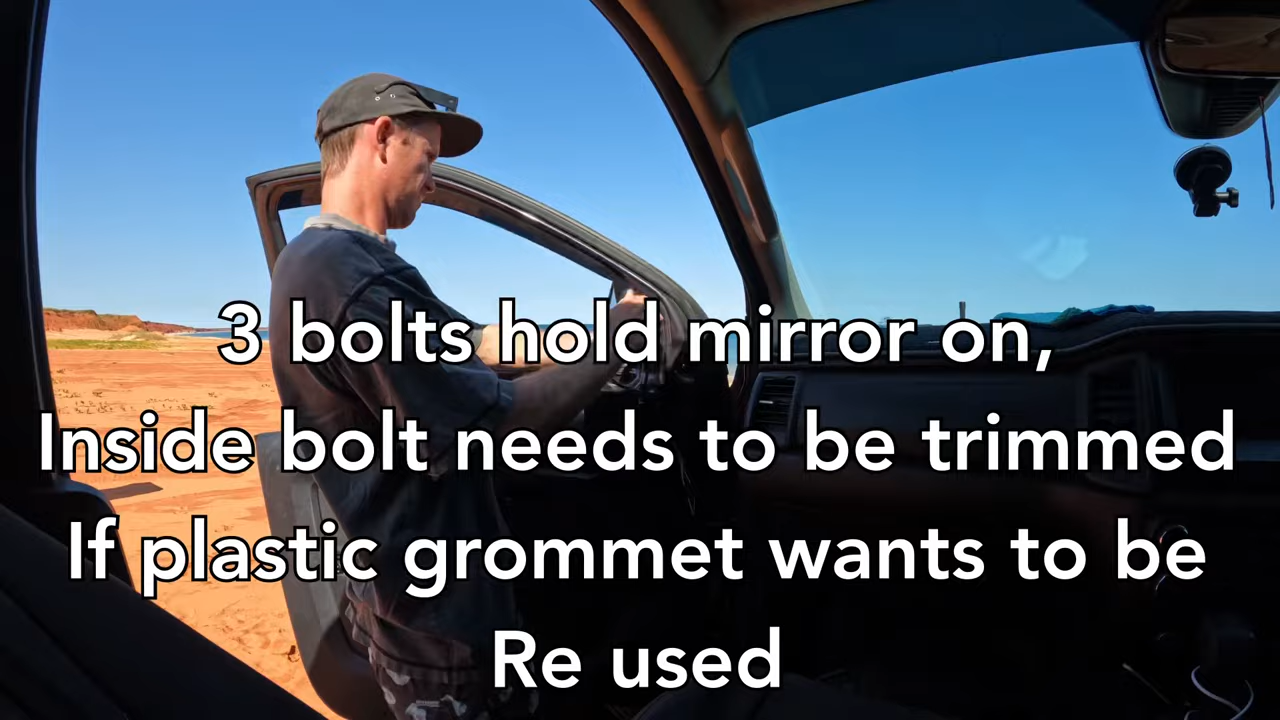 3 bolts hold mirror on,
Inside bolt needs to be trimmed
If plastic grommet wants to be
Re used